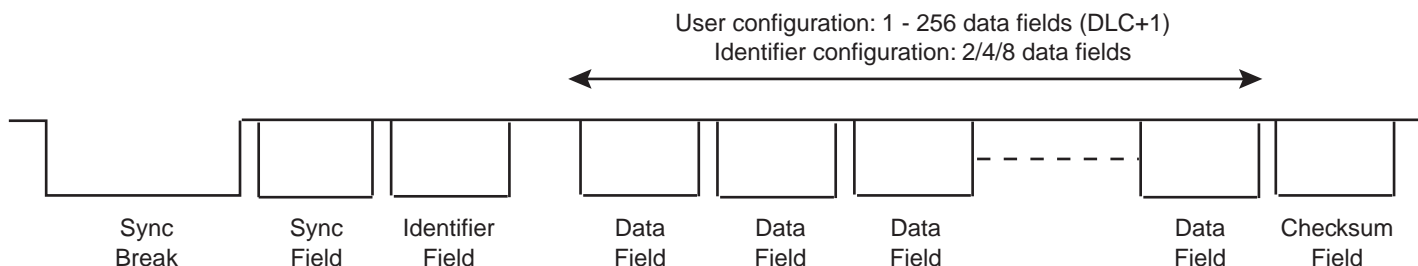 User configuration: 1 - 256 data fields (DLC+1)
Identifier configuration: 2/4/8 data fields
Sync
Break
Sync
Field
Identifier
Field
Data
Field
Data
Field
Data
Field
Data
Field
Checksum
Field